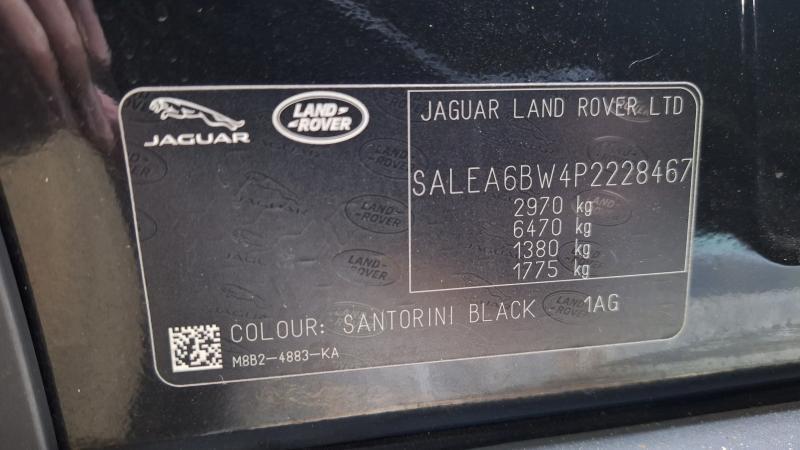 JAGUAR
LAND-
-ROVER
JAGUAR LAND ROVER LTD
SALEA6BW4P2228467
2970 kg
6470 kg
1380 kg
1775 kg
COLOUR: SANTORINI BLACK 1AG
M8B2-4883-KA